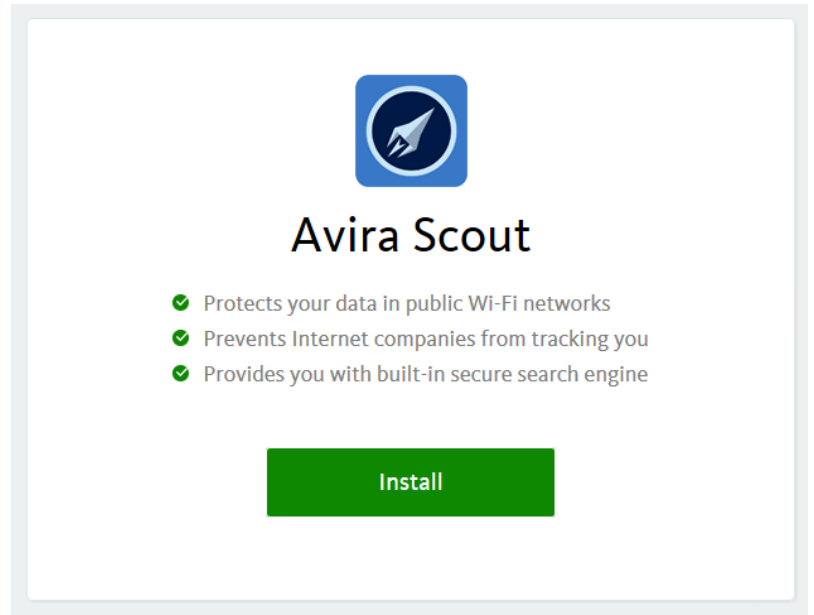 Avira Scout
Protects your data in public Wi-Fi networks
Prevents Internet companies from tracking you
Provides you with built-in secure search engine
Install